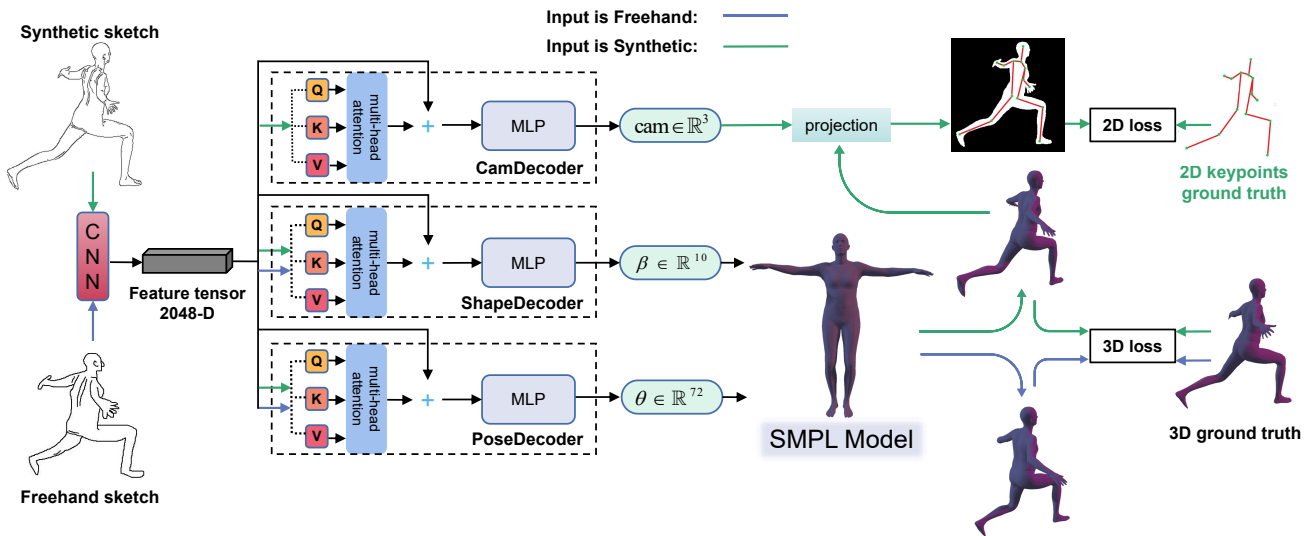 Input is Freehand:
Input is Synthetic:
Synthetic sketch
CNN
Feature tensor
2048-D
Freehand sketch
Q
K
V
multi-head
attention
+
MLP
CamDecoder
cam ∈ ℝ³
projection
2D loss
2D keypoints
ground truth
Q
K
V
multi-head
attention
+
MLP
ShapeDecoder
β ∈ ℝ¹⁰
Q
K
V
multi-head
attention
+
MLP
PoseDecoder
θ ∈ ℝ⁷²
SMPL Model
3D loss
3D ground truth